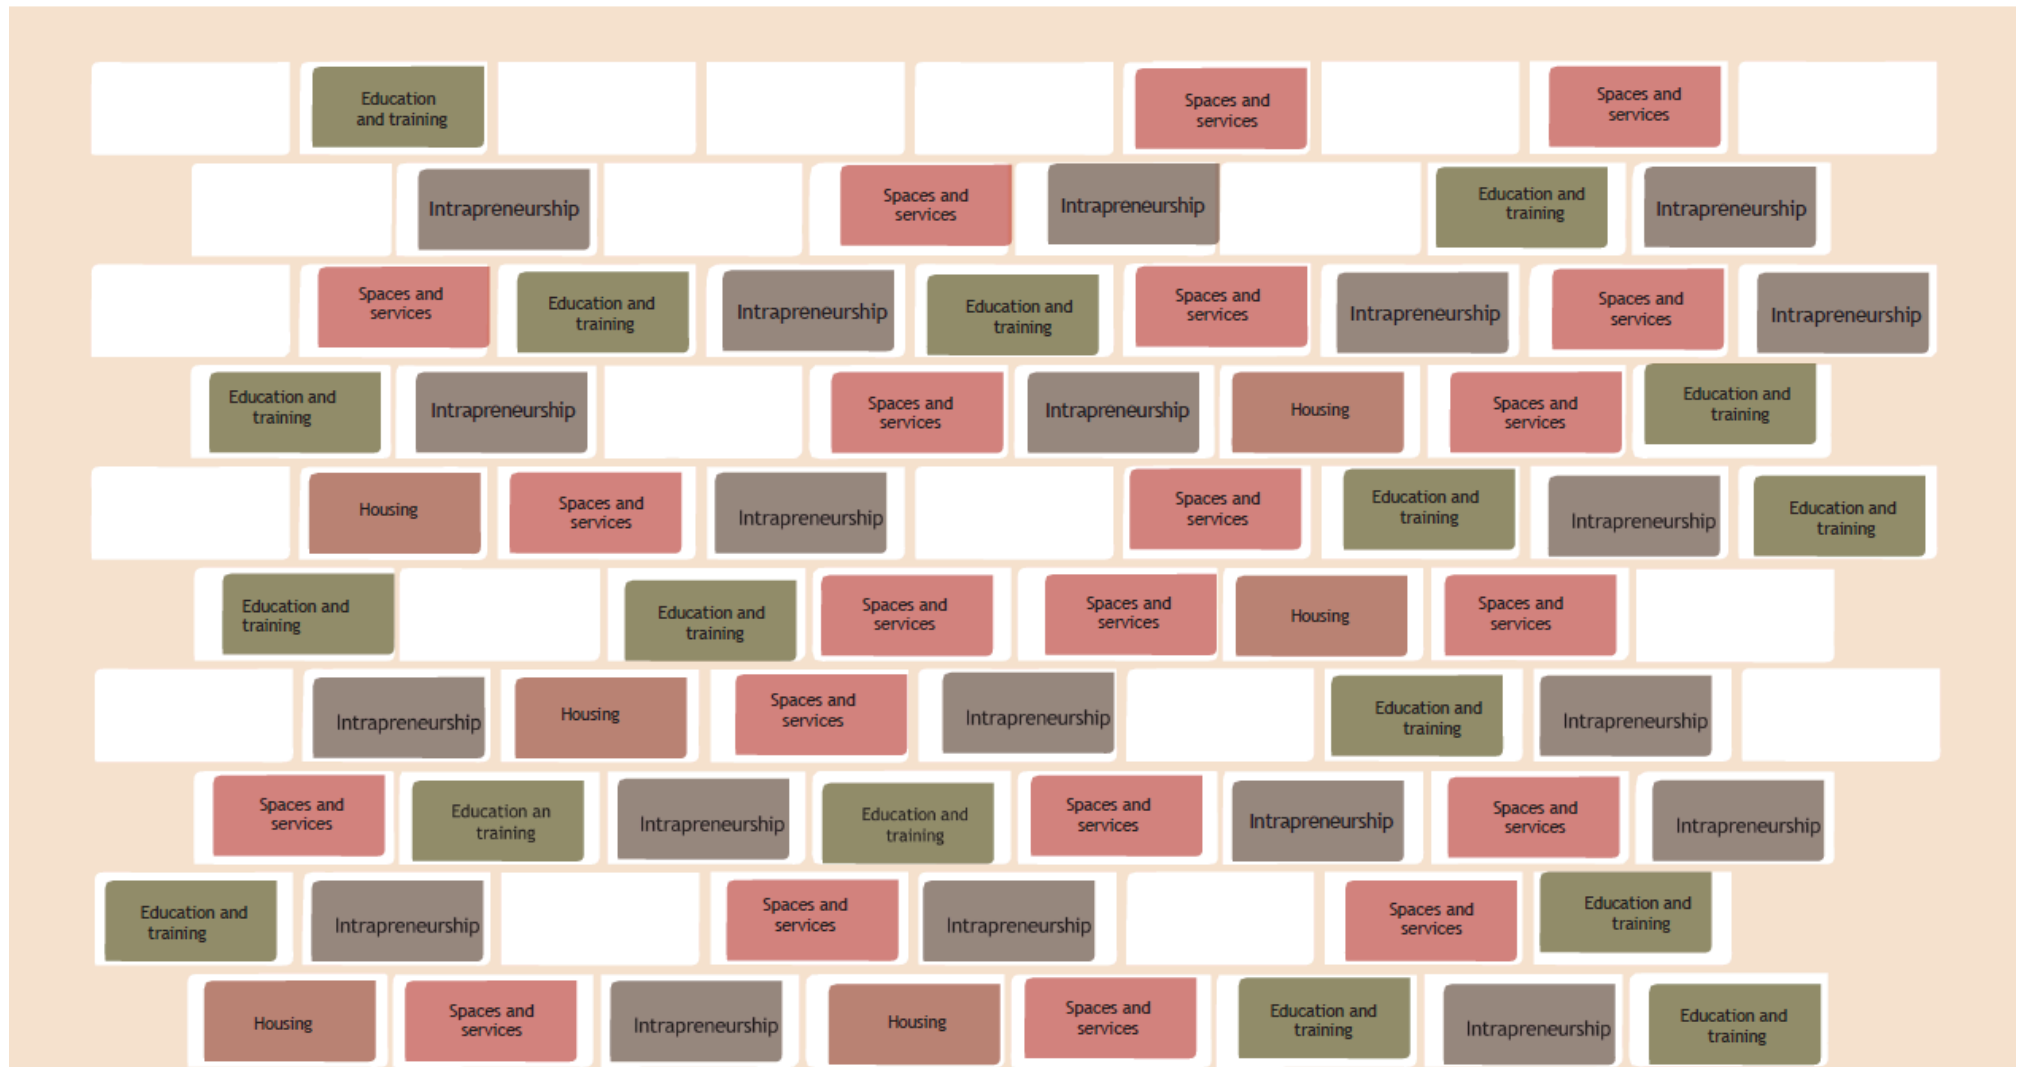 Education
and training
Spaces and
services
Spaces and
services
Intrapreneurship
Spaces and
services
Intrapreneurship
Education and
training
Intrapreneurship
Spaces and
services
Education and
training
Intrapreneurship
Education and
training
Spaces and
services
Intrapreneurship
Spaces and
services
Intrapreneurship
Education and
training
Intrapreneurship
Spaces and
services
Intrapreneurship
Housing
Spaces and
services
Education and
training
Housing
Spaces and
services
Intrapreneurship
Spaces and
services
Education and
training
Intrapreneurship
Education and
training
Education and
training
Education and
training
Spaces and
services
Spaces and
services
Housing
Spaces and
services
Intrapreneurship
Housing
Spaces and
services
Intrapreneurship
Education and
training
Intrapreneurship
Spaces and
services
Education an
training
Intrapreneurship
Education and
training
Spaces and
services
Intrapreneurship
Spaces and
services
Intrapreneurship
Education and
training
Intrapreneurship
Spaces and
services
Intrapreneurship
Spaces and
services
Education and
training
Housing
Spaces and
services
Intrapreneurship
Housing
Spaces and
services
Education and
training
Intrapreneurship
Education and
training